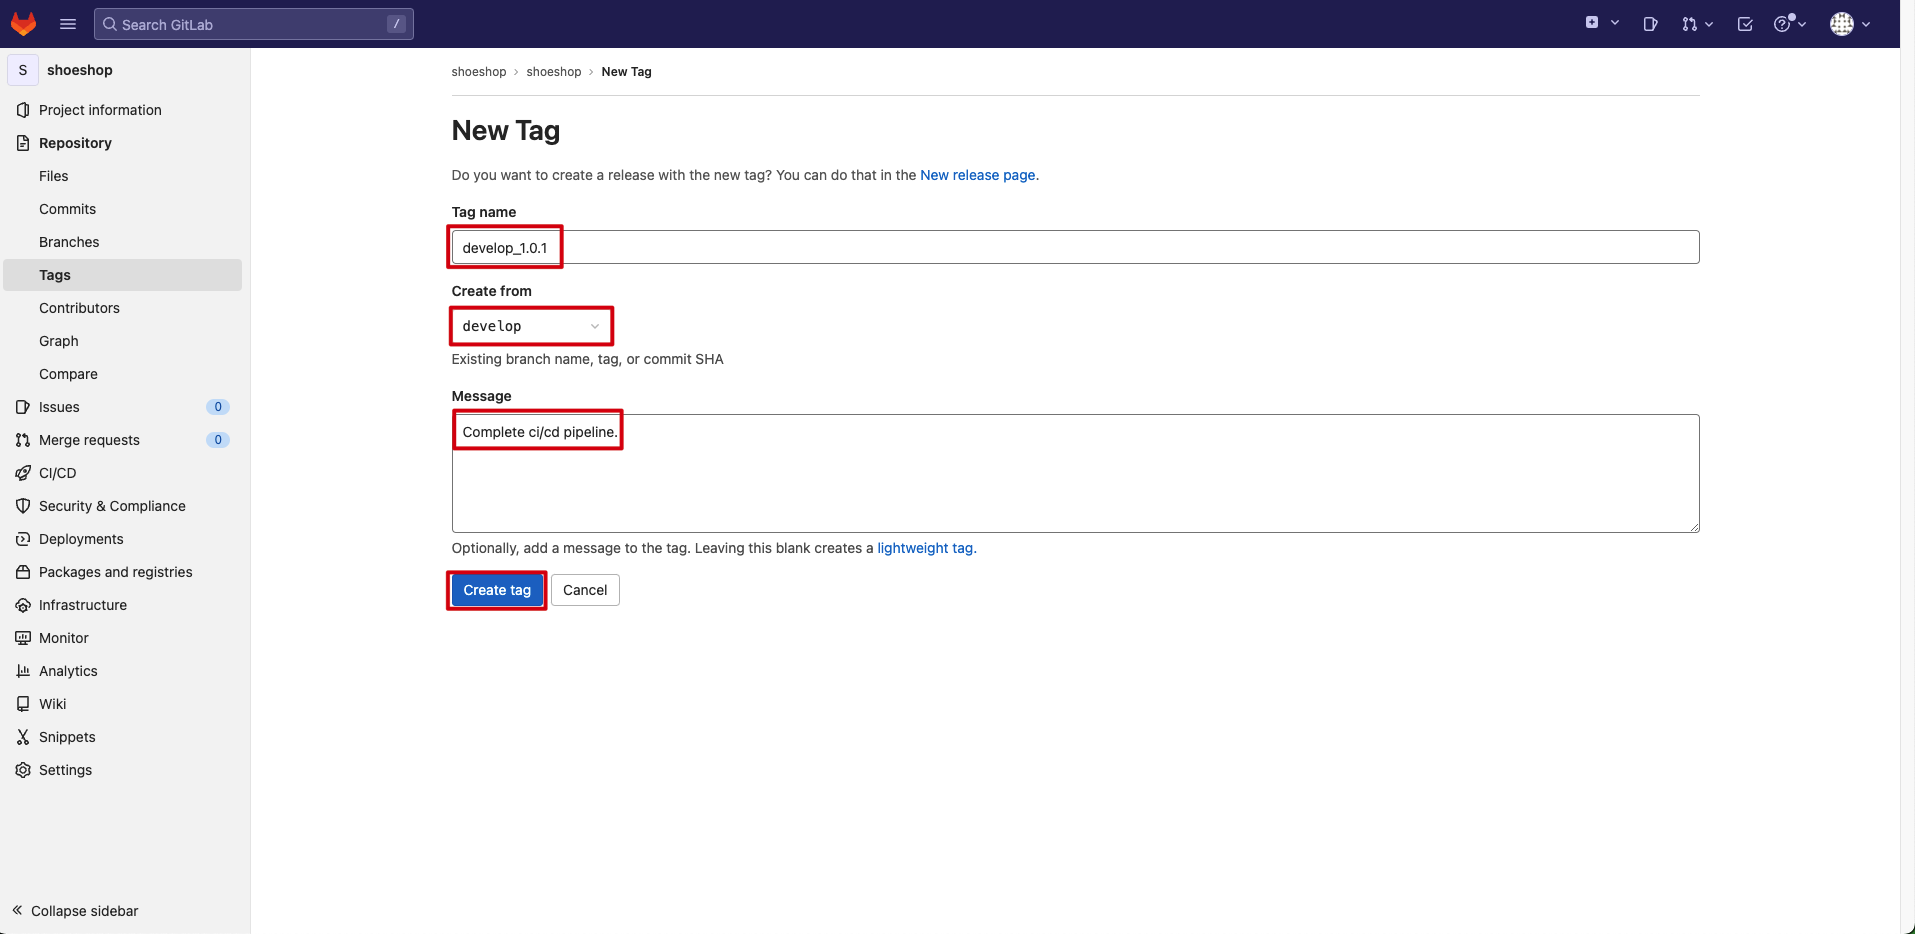 Search GitLab /
S shoeshop
Project information
Repository
Files
Commits
Branches
Tags
Contributors
Graph
Compare
Issues 0
Merge requests 0
CI/CD
Security & Compliance
Deployments
Packages and registries
Infrastructure
Monitor
Analytics
Wiki
Snippets
Settings
Collapse sidebar
shoeshop › shoeshop › New Tag
New Tag
Do you want to create a release with the new tag? You can do that in the New release page.
Tag name
develop_1.0.1
Create from
develop
Existing branch name, tag, or commit SHA
Message
Complete ci/cd pipeline.
Optionally, add a message to the tag. Leaving this blank creates a lightweight tag.
Create tag Cancel